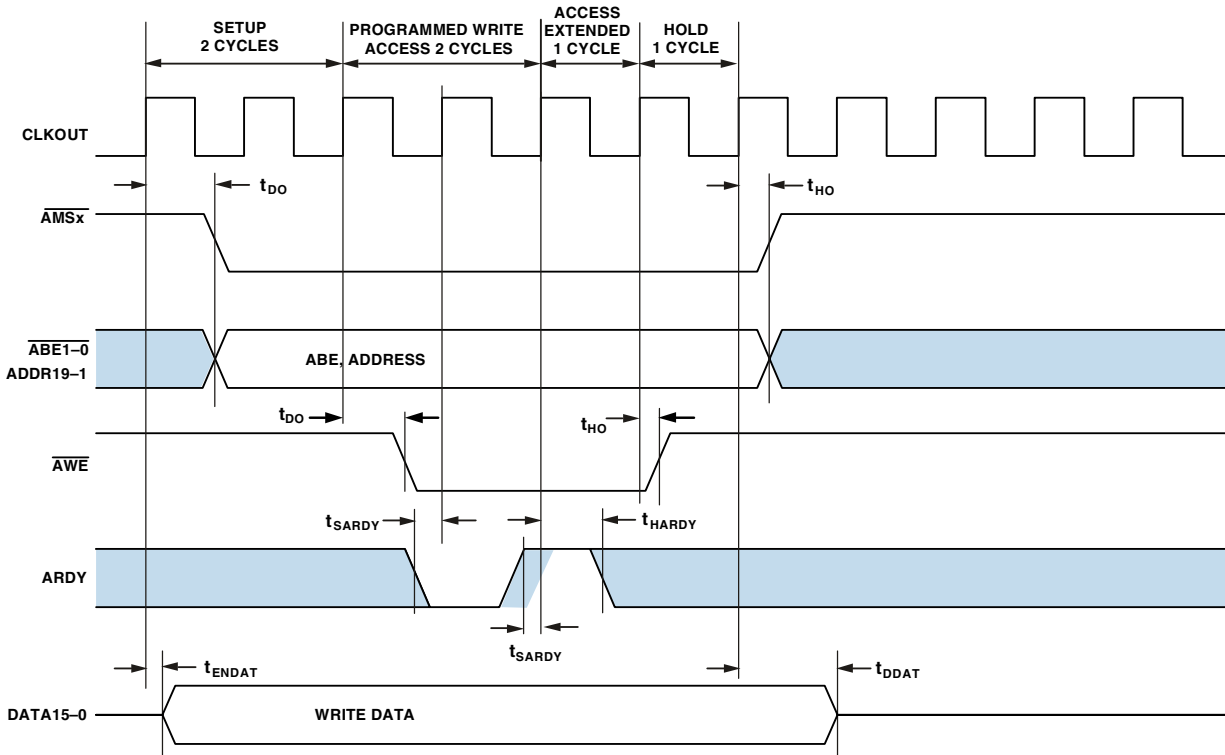 SETUP
2 CYCLES
PROGRAMMED WRITE
ACCESS 2 CYCLES
ACCESS
EXTENDED
1 CYCLE
HOLD
1 CYCLE
CLKOUT
tDO
tHO
AMSx
ABE1–0
ADDR19–1
ABE, ADDRESS
tDO
tHO
AWE
tSARDY
tHARDY
ARDY
tSARDY
tENDAT
tDDAT
DATA15–0
WRITE DATA